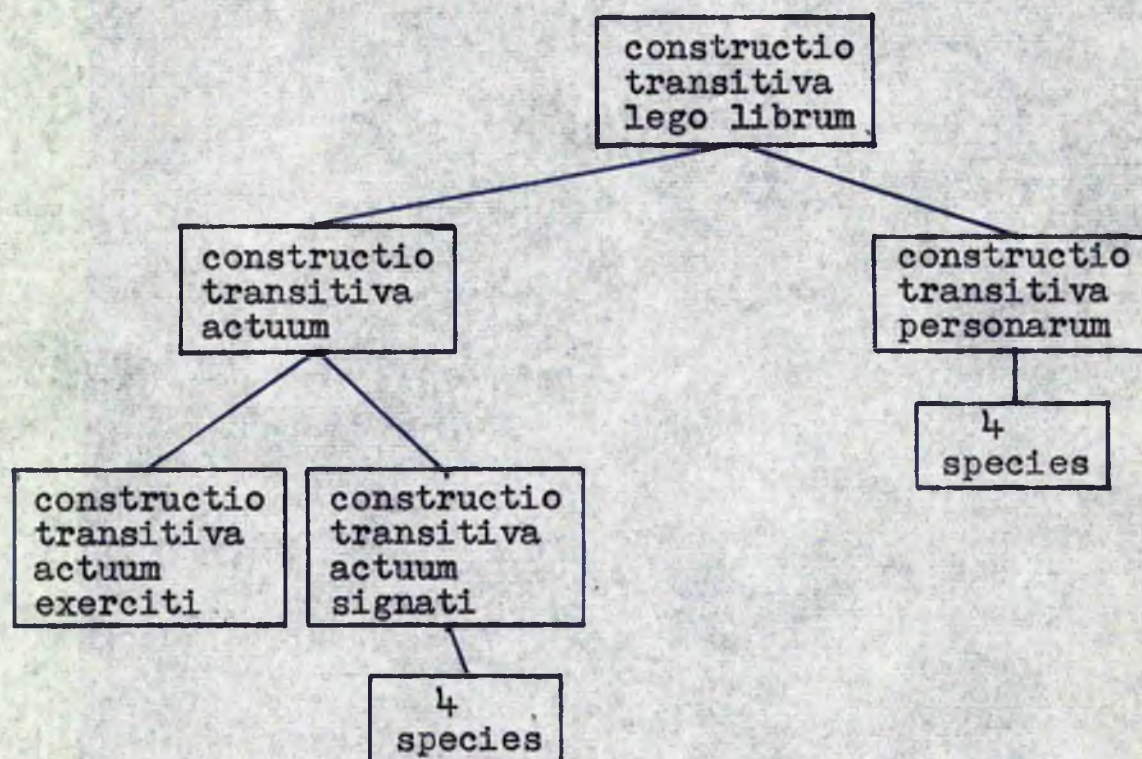 constructio
transitiva
lego librum
constructio
transitiva
actuum
constructio
transitiva
personarum
constructio
transitiva
actuum
exerciti
constructio
transitiva
actuum
signati
4
species
4
species